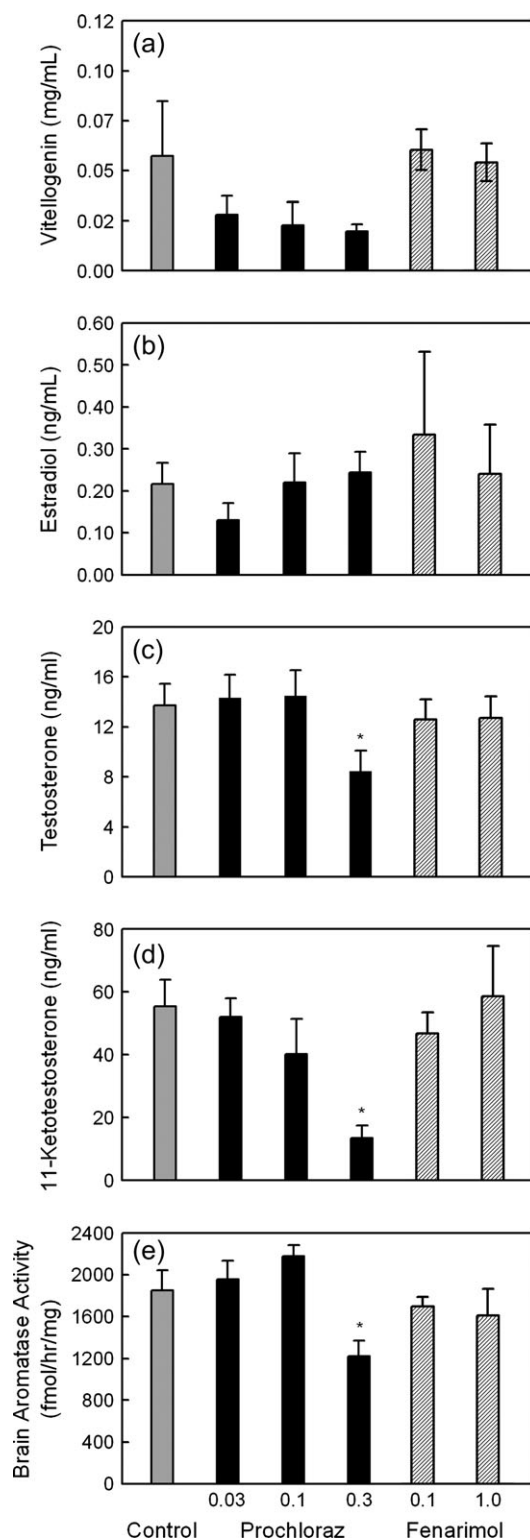 (a)
Vitellogenin (mg/mL)
0.12
0.10
0.07
0.05
0.02
0.00
(b)
Estradiol (ng/mL)
0.60
0.50
0.40
0.30
0.20
0.10
0.00
(c)
Testosterone (ng/ml)
20
16
12
8
4
0
*
(d)
11-Ketotestosterone (ng/ml)
80
60
40
20
0
*
(e)
Brain Aromatase Activity
(fmol/hr/mg)
2400
2000
1600
1200
800
400
0
*
0.03 0.1 0.3 0.1 1.0
Control Prochloraz Fenarimol